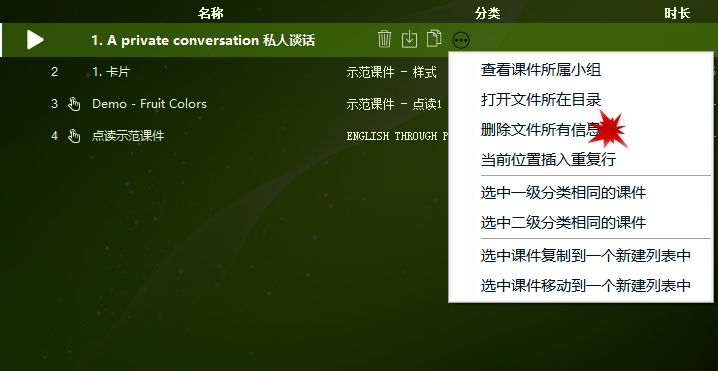 名称 分类 时长
1. A private conversation 私人谈话
2 1. 卡片 示范课件 - 样式
3 Demo - Fruit Colors 示范课件 - 点读1
4 点读示范课件 ENGLISH THROUGH P
查看课件所属小组
打开文件所在目录
删除文件所有信息
当前位置插入重复行
选中一级分类相同的课件
选中二级分类相同的课件
选中课件复制到一个新建列表中
选中课件移动到一个新建列表中